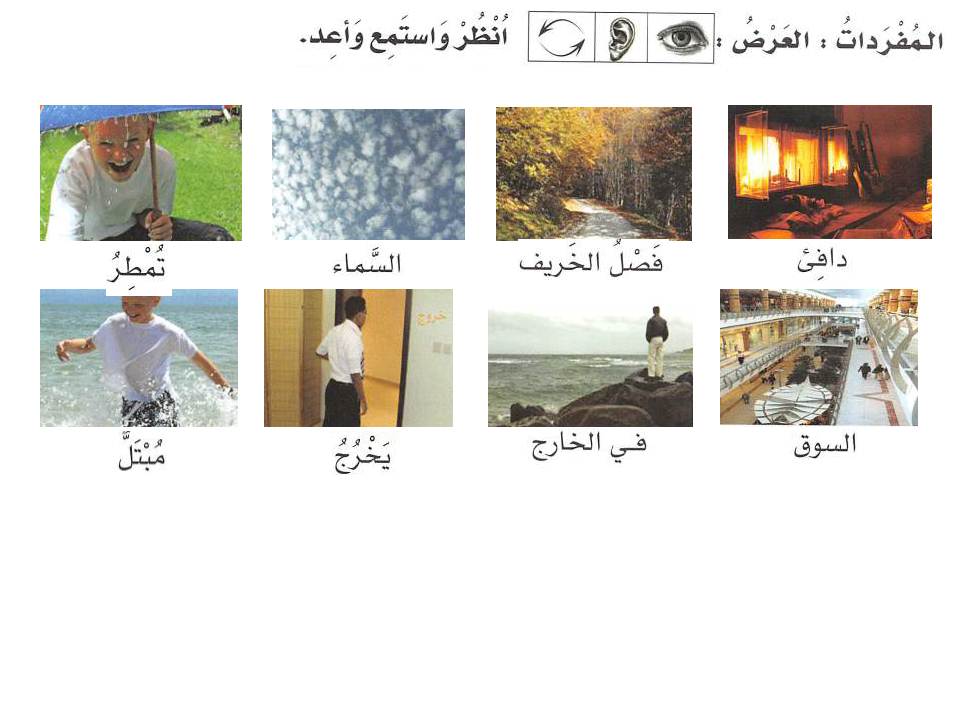 المُفْرَداتُ : العَرْضُ : اُنْظُرْ وَاستَمِع وَأعِد.
دافِئ
فَصْلُ الخَريف
السَّماء
تُمْطِرُ
خروج
السوق
في الخارج
يَخْرُجُ
مُبْتَلَّ